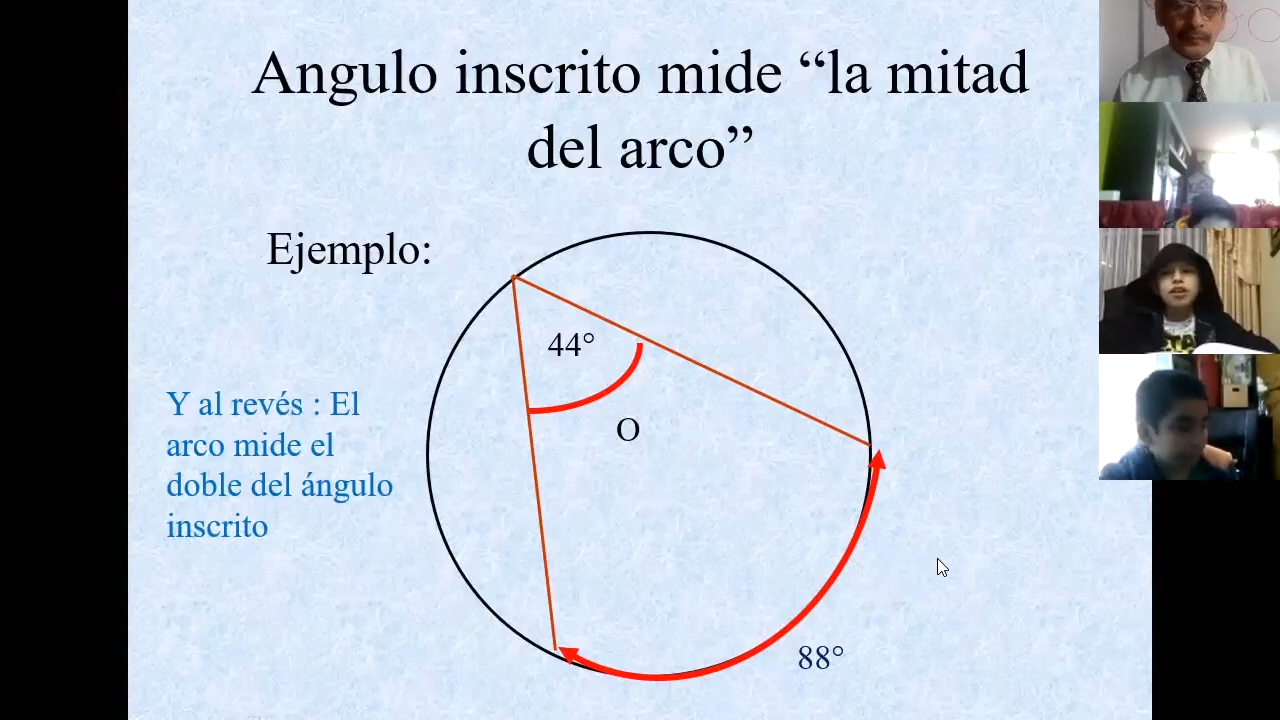 Angulo inscrito mide “la mitad
del arco”
Ejemplo:
44°
O
Y al revés : El
arco mide el
doble del ángulo
inscrito
88°